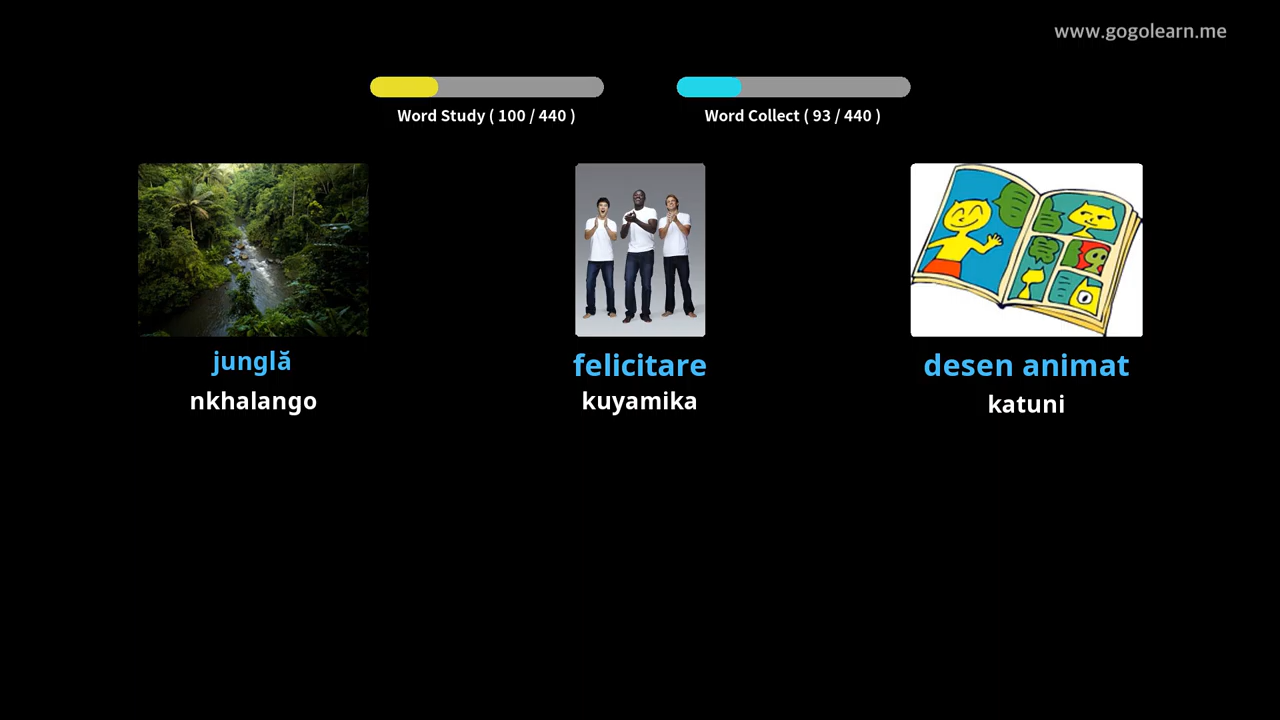 www.gogolearn.me
Word Study ( 100 / 440 )
Word Collect ( 93 / 440 )
junglă
felicitare
desen animat
nkhalango
kuyamika
katuni